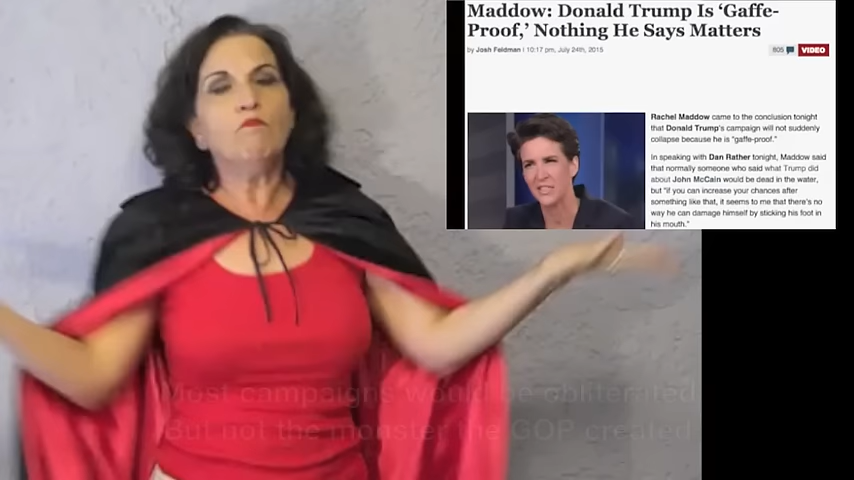 Maddow: Donald Trump Is ‘Gaffe-
Proof,’ Nothing He Says Matters
by Josh Feldman | 10:17 pm, July 24th, 2015
805 VIDEO
Rachel Maddow came to the conclusion tonight
that Donald Trump's campaign will not suddenly
collapse because he is "gaffe-proof."
In speaking with Dan Rather tonight, Maddow said
that normally someone who said what Trump did
about John McCain would be dead in the water,
but "if you can increase your chances after
something like that, it seems to me that there's no
way he can damage himself by sticking his foot in
his mouth."
Most campaigns would be obliterated
But not the monster the GOP created